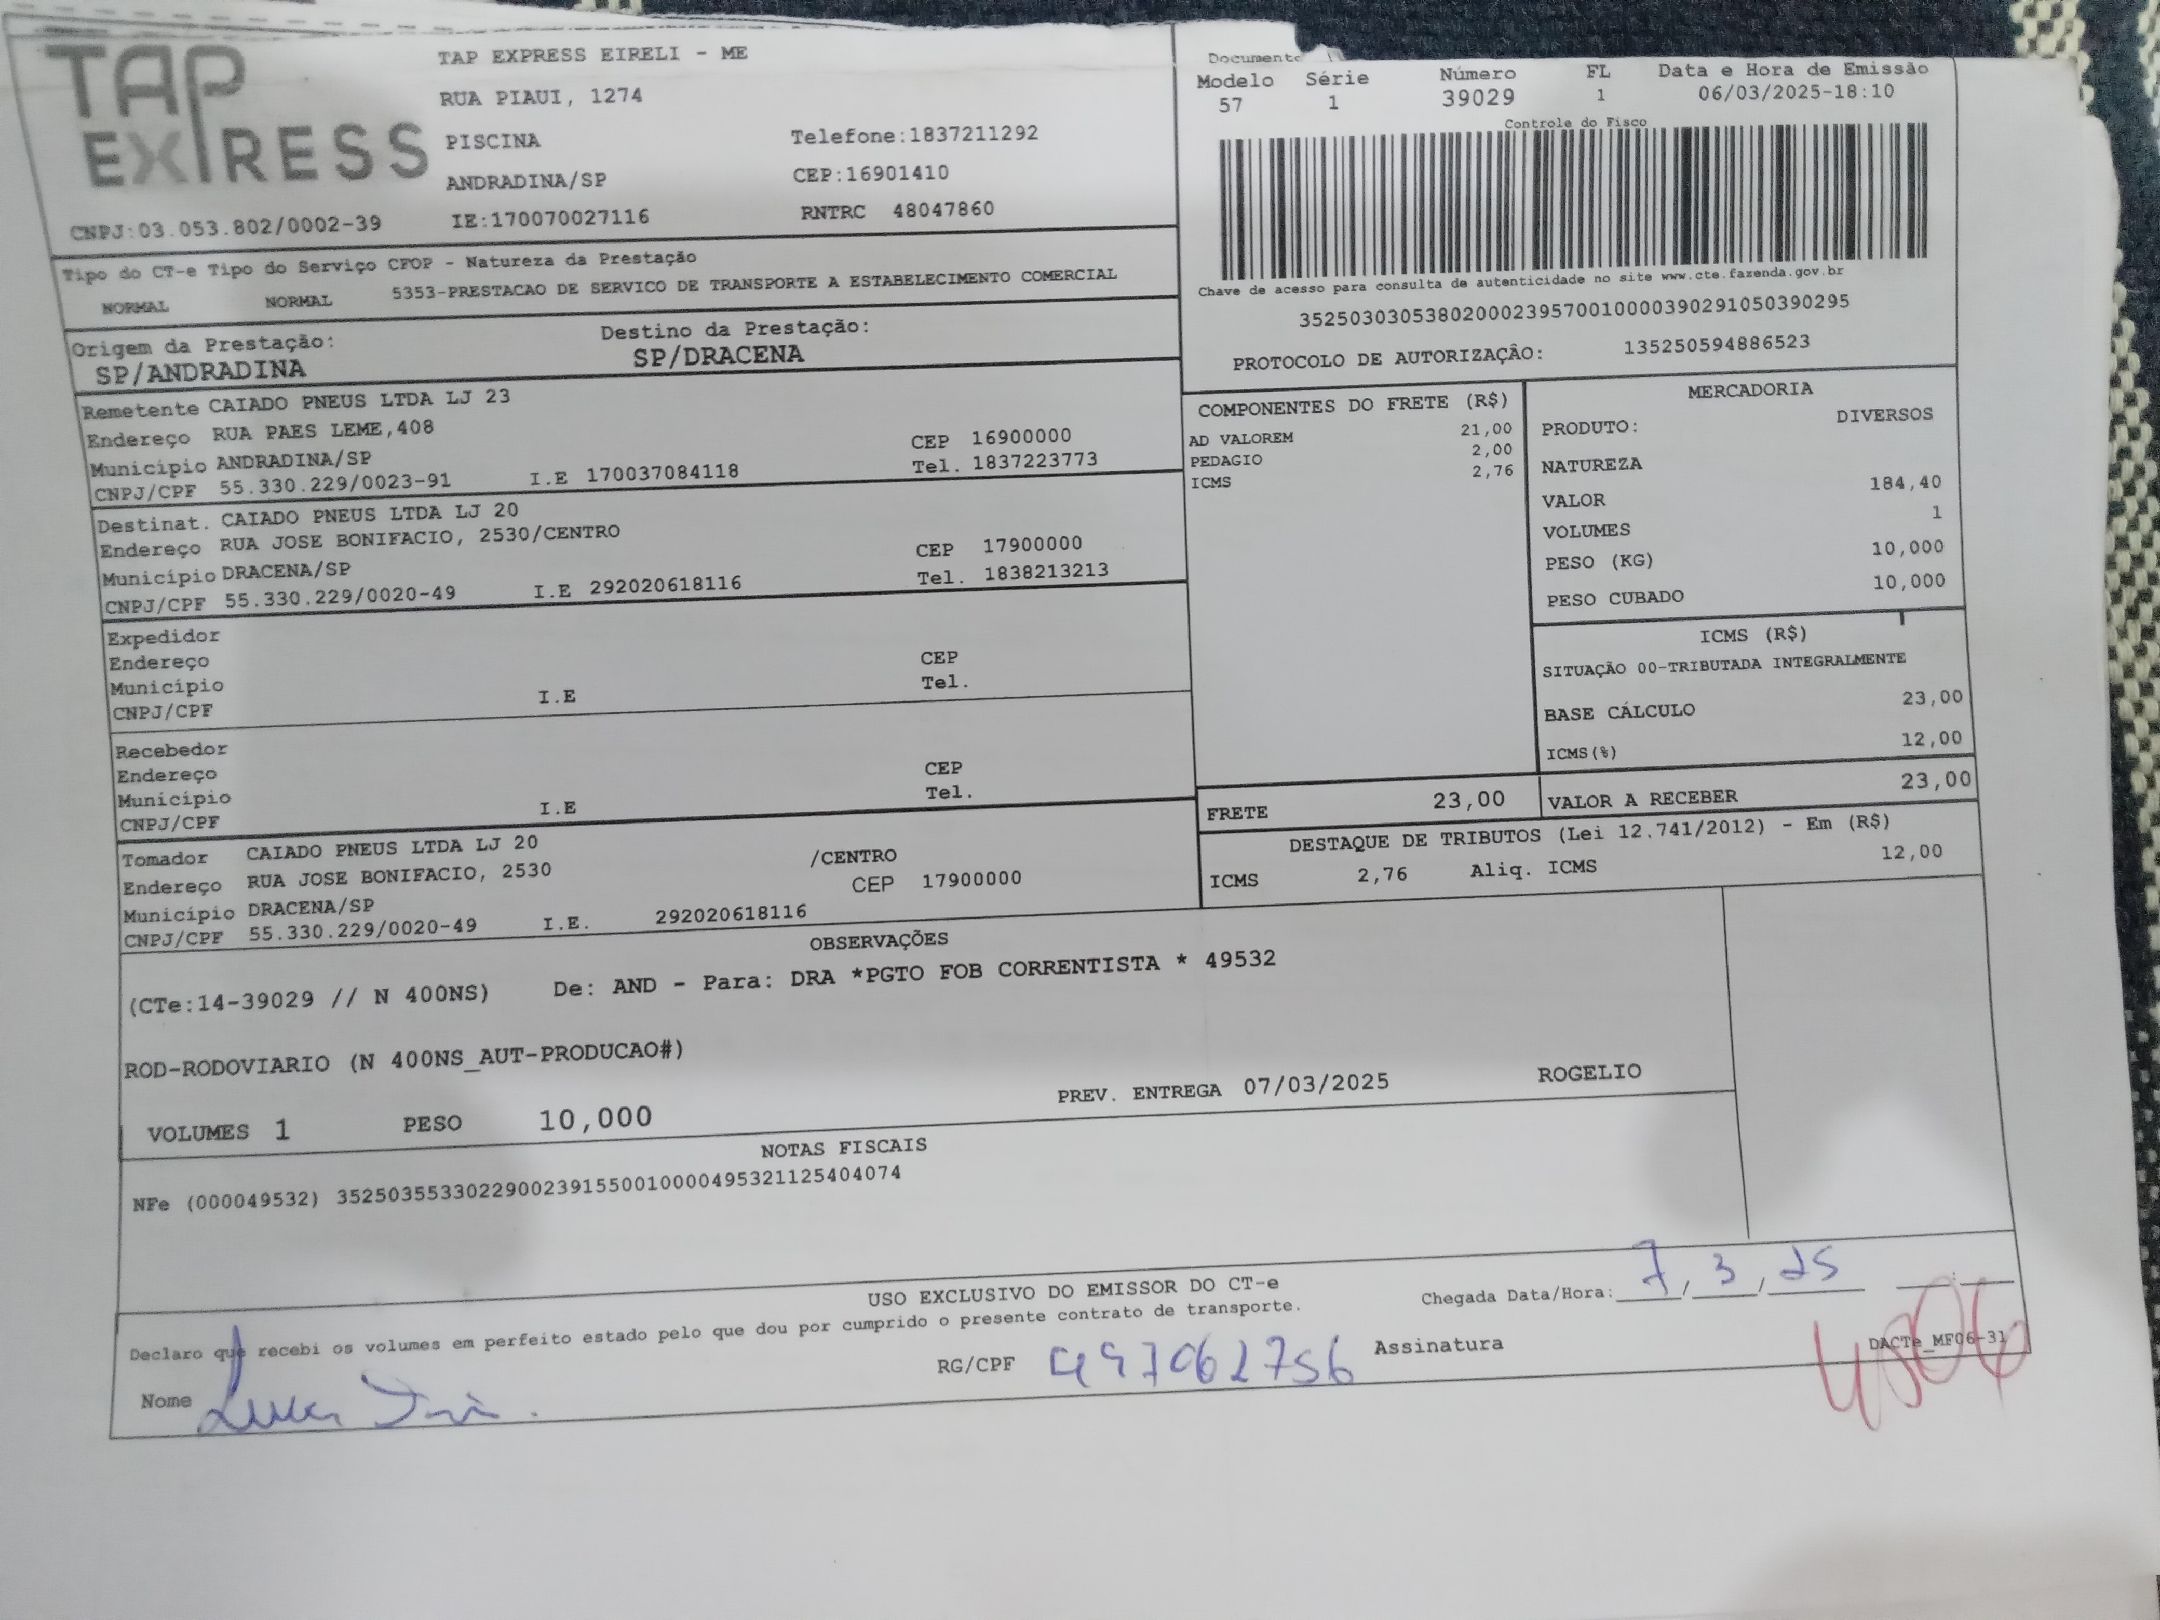 TAP EXPRESS
TAP EXPRESS EIRELI - ME
RUA PIAUI, 1274
PISCINA Telefone:1837211292
ANDRADINA/SP CEP:16901410
CNPJ:03.053.802/0002-39 IE:170070027116 RNTRC 48047860
Documento
Modelo Série Número FL Data e Hora de Emissão
57 1 39029 1 06/03/2025-18:10
Controle do Fisco
Chave de acesso para consulta de autenticidade no site www.cte.fazenda.gov.br
35250303053802000239570010000390291050390295
PROTOCOLO DE AUTORIZAÇÃO: 135250594886523
Tipo do CT-e Tipo do Serviço CFOP - Natureza da Prestação
NORMAL NORMAL 5353-PRESTACAO DE SERVICO DE TRANSPORTE A ESTABELECIMENTO COMERCIAL
Origem da Prestação: Destino da Prestação:
SP/ANDRADINA SP/DRACENA
Remetente CAIADO PNEUS LTDA LJ 23
Endereço RUA PAES LEME,408 CEP 16900000
Município ANDRADINA/SP Tel. 1837223773
CNPJ/CPF 55.330.229/0023-91 I.E 170037084118
Destinat. CAIADO PNEUS LTDA LJ 20
Endereço RUA JOSE BONIFACIO, 2530/CENTRO CEP 17900000
Município DRACENA/SP Tel. 1838213213
CNPJ/CPF 55.330.229/0020-49 I.E 292020618116
Expedidor
Endereço CEP
Município Tel.
CNPJ/CPF I.E
Recebedor
Endereço CEP
Município Tel.
CNPJ/CPF I.E
Tomador CAIADO PNEUS LTDA LJ 20
Endereço RUA JOSE BONIFACIO, 2530 /CENTRO
Município DRACENA/SP CEP 17900000
CNPJ/CPF 55.330.229/0020-49 I.E. 292020618116
COMPONENTES DO FRETE (R$)
AD VALOREM 21,00
PEDAGIO 2,00
ICMS 2,76
MERCADORIA
PRODUTO: DIVERSOS
NATUREZA
VALOR 184,40
VOLUMES 1
PESO (KG) 10,000
PESO CUBADO 10,000
ICMS (R$)
SITUAÇÃO 00-TRIBUTADA INTEGRALMENTE
BASE CÁLCULO 23,00
ICMS(%) 12,00
FRETE 23,00 VALOR A RECEBER 23,00
DESTAQUE DE TRIBUTOS (Lei 12.741/2012) - Em (R$)
ICMS 2,76 Aliq. ICMS 12,00
OBSERVAÇÕES
(CTe:14-39029 // N 400NS) De: AND - Para: DRA *PGTO FOB CORRENTISTA * 49532
ROD-RODOVIARIO (N 400NS_AUT-PRODUCAO#)
PREV. ENTREGA 07/03/2025 ROGELIO
VOLUMES 1 PESO 10,000
NOTAS FISCAIS
NFe (000049532) 35250355330229002391550010000495321125404074
USO EXCLUSIVO DO EMISSOR DO CT-e
Declaro que recebi os volumes em perfeito estado pelo que dou por cumprido o presente contrato de transporte.
Chegada Data/Hora: 7/3/25
Nome
RG/CPF 497062756 Assinatura
DACTe_MF06-31